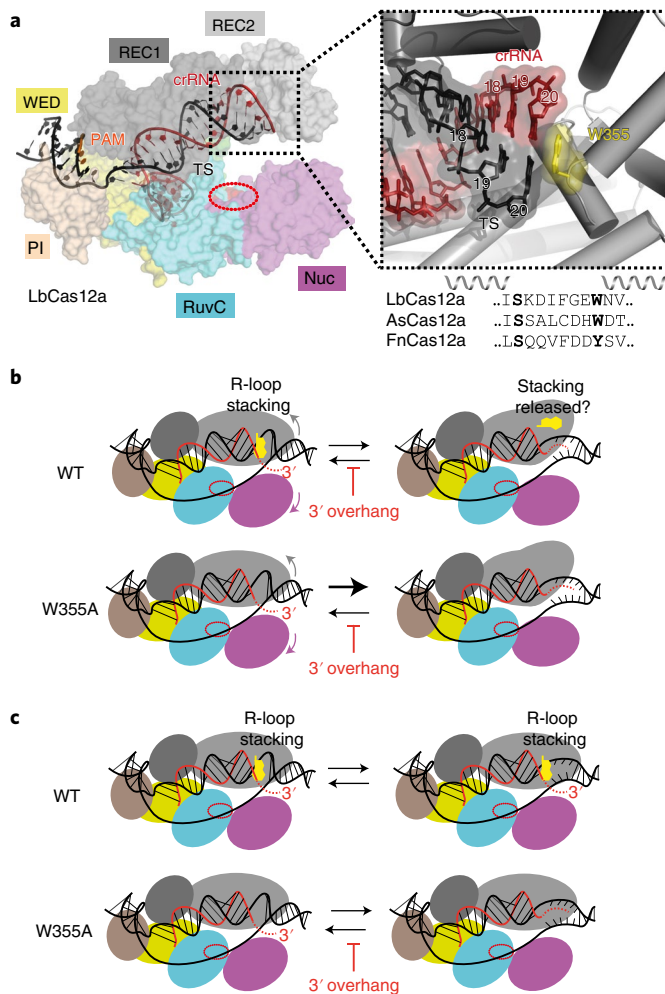 a
REC2
REC1
crRNA
WED
PAM
TS
PI
Nuc
LbCas12a
RuvC
crRNA
18 19 20
W355
18
19
20
TS
LbCas12a ..ISKDIFGEWNV..
AsCas12a ..ISSALCDHWDT..
FnCas12a ..LSQQVFDDYSV..
b
R-loop
stacking
Stacking
released?
WT
3′
3′ overhang
W355A
3′
3′ overhang
c
R-loop
stacking
R-loop
stacking
WT
3′
3′
W355A
3′
3′ overhang